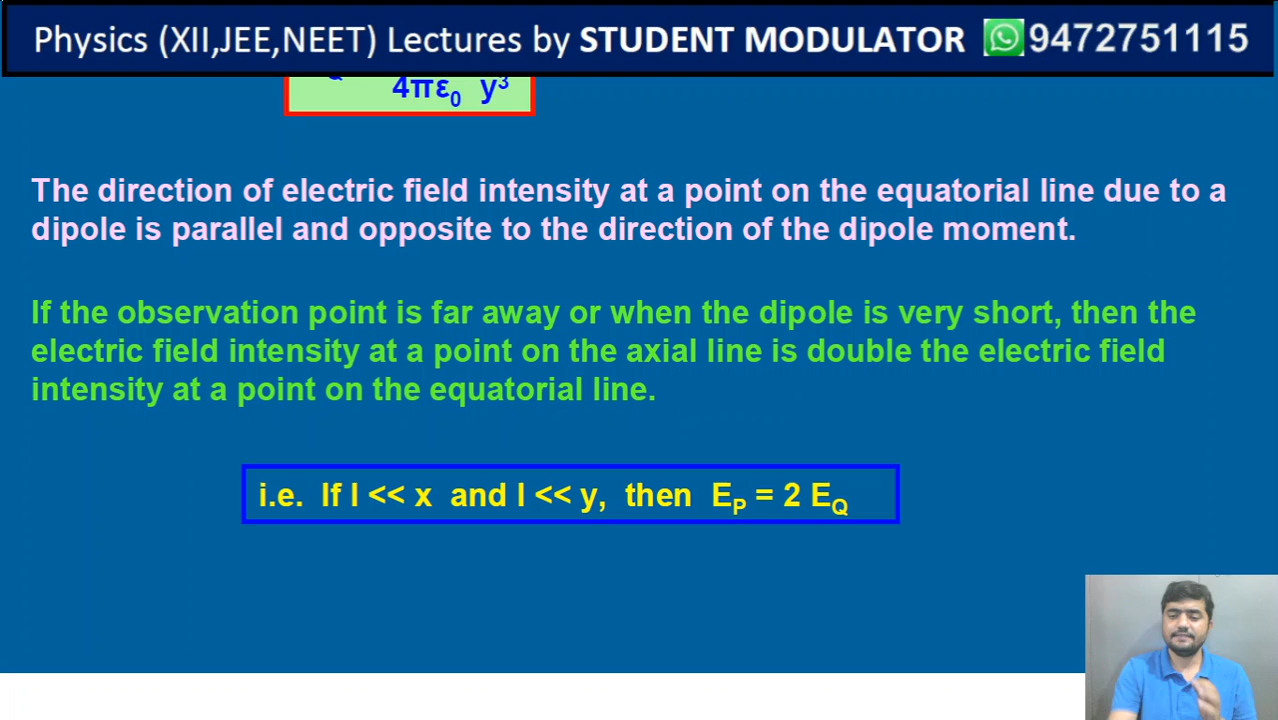 Physics (XII,JEE,NEET) Lectures by STUDENT MODULATOR 9472751115
4πε₀ y³
The direction of electric field intensity at a point on the equatorial line due to a
dipole is parallel and opposite to the direction of the dipole moment.
If the observation point is far away or when the dipole is very short, then the
electric field intensity at a point on the axial line is double the electric field
intensity at a point on the equatorial line.
i.e. If l << x and l << y, then E_P = 2 E_Q